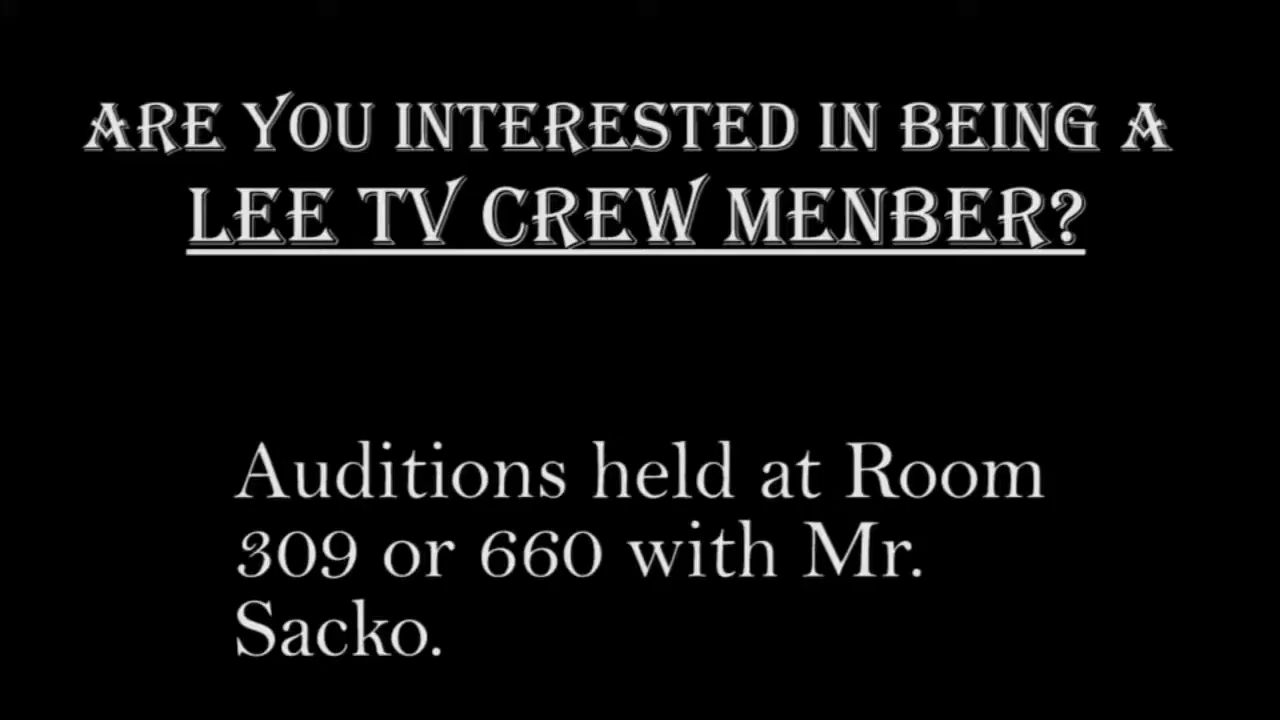 ARE YOU INTERESTED IN BEING A
LEE TV CREW MENBER?
Auditions held at Room
309 or 660 with Mr.
Sacko.